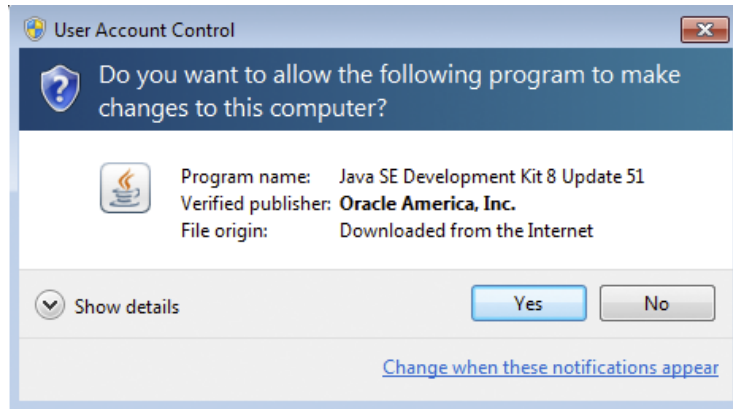 User Account Control
Do you want to allow the following program to make
changes to this computer?
Program name: Java SE Development Kit 8 Update 51
Verified publisher: Oracle America, Inc.
File origin: Downloaded from the Internet
Show details
Yes No
Change when these notifications appear